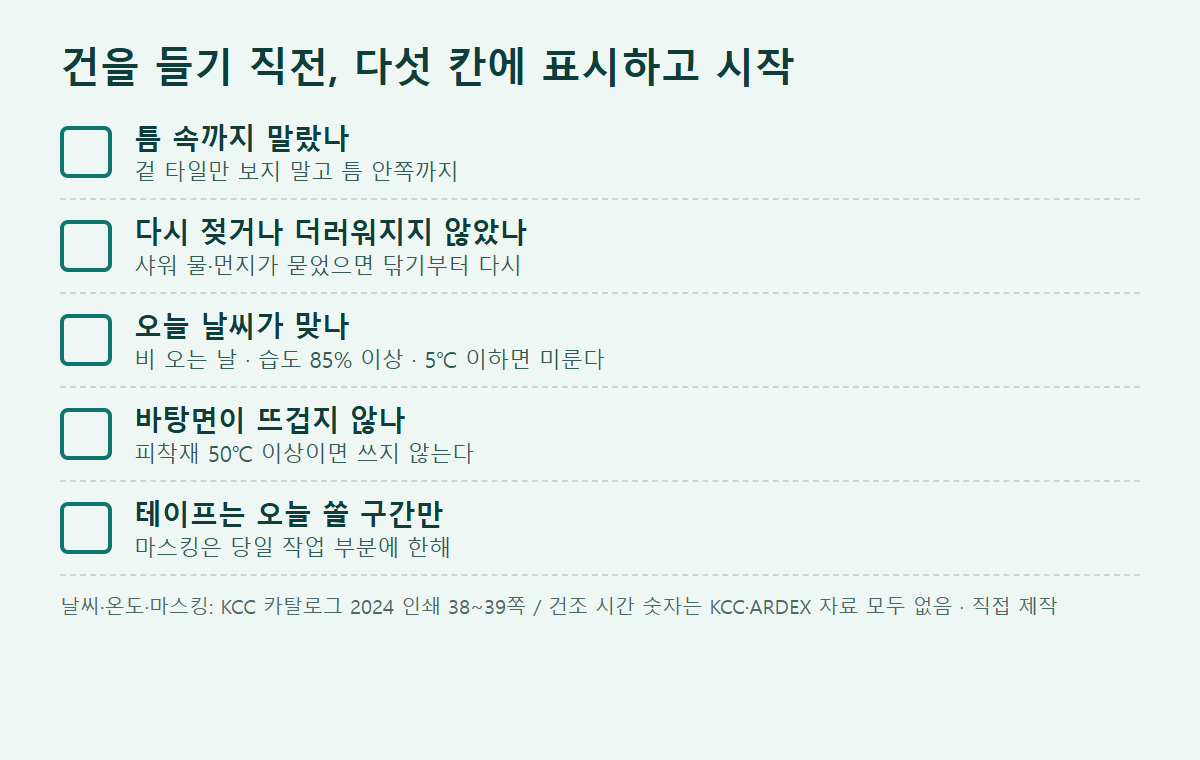 건을 들기 직전, 다섯 칸에 표시하고 시작
틈 속까지 말랐나
겉 타일만 보지 말고 틈 안쪽까지
다시 젖거나 더러워지지 않았나
샤워 물·먼지가 묻었으면 닦기부터 다시
오늘 날씨가 맞나
비 오는 날 · 습도 85% 이상 · 5℃ 이하면 미룬다
바탕면이 뜨겁지 않나
피착재 50℃ 이상이면 쓰지 않는다
테이프는 오늘 쏠 구간만
마스킹은 당일 작업 부분에 한해
날씨·온도·마스킹: KCC 카탈로그 2024 인쇄 38~39쪽 / 건조 시간 숫자는 KCC·ARDEX 자료 모두 없음 · 직접 제작